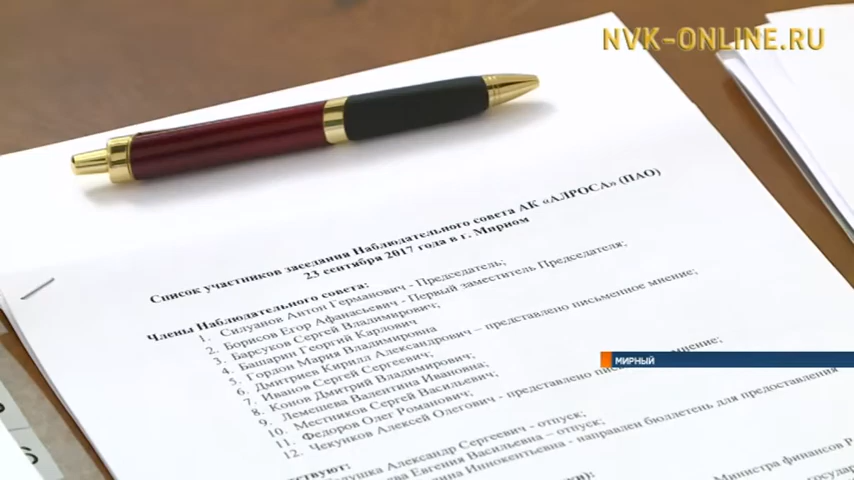 NVK-ONLINE.RU
Список участников заседания Наблюдательного совета АК «АЛРОСА» (ПАО)
23 сентября 2017 года в г. Мирном
Члены Наблюдательного совета:
1. Силуанов Антон Германович - Председатель;
2. Борисов Егор Афанасьевич - Первый заместитель Председателя;
3. Барсуков Сергей Владимирович;
4. Башарин Георгий Карлович
5. Гордон Мария Владимировна
6. Дмитриев Кирилл Александрович – представлено письменное мнение;
7. Иванов Сергей Сергеевич;
8. Конов Дмитрий Владимирович;
9. Лемешева Валентина Ивановна;
10. Местников Сергей Васильевич;
11. Федоров Олег Романович;
12. Чекунков Алексей Олегович - представлено
МИРНЫЙ
Александр Сергеевич - отпуск;
Евгения Васильевна – отпуск;
Иннокентьевна - направлен бюллетень для предоставления
Министра финансов